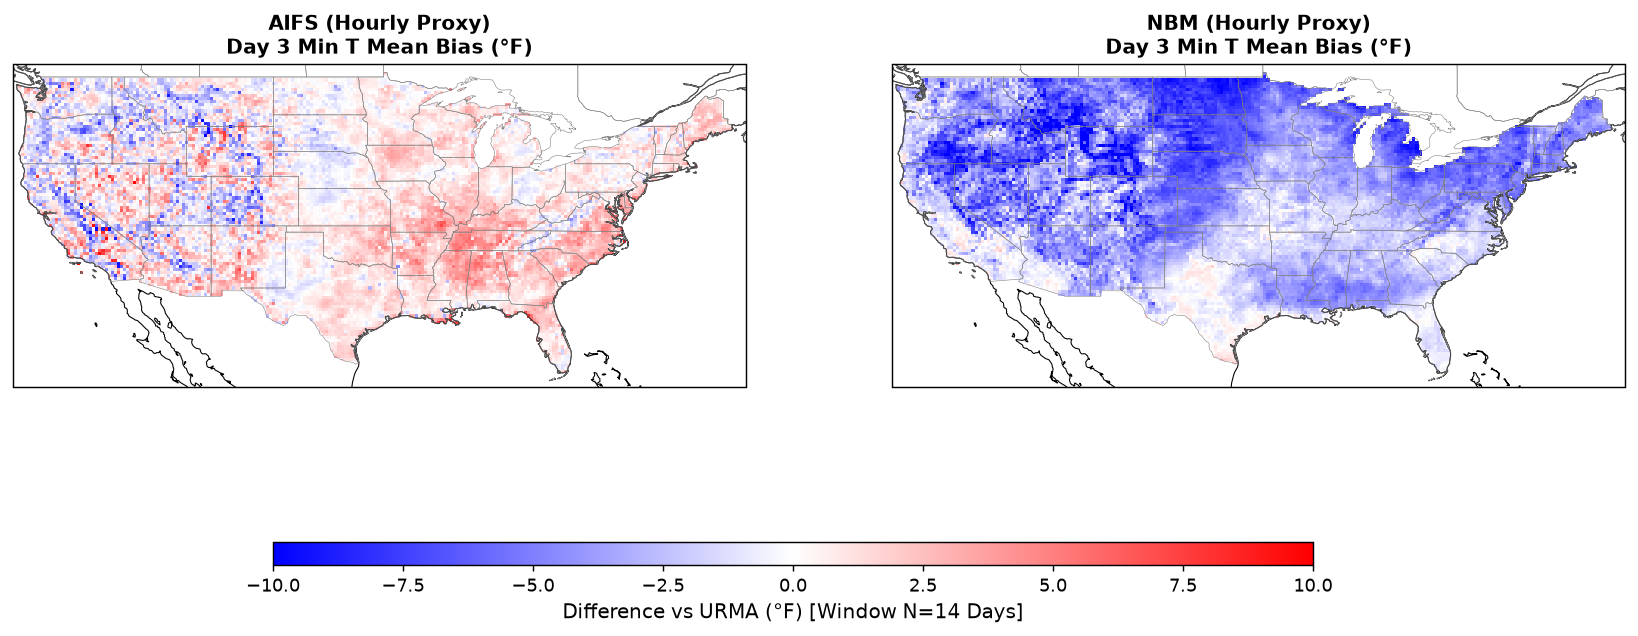 AIFS (Hourly Proxy)
Day 3 Min T Mean Bias (°F)
NBM (Hourly Proxy)
Day 3 Min T Mean Bias (°F)
−10.0 −7.5 −5.0 −2.5 0.0 2.5 5.0 7.5 10.0
Difference vs URMA (°F) [Window N=14 Days]